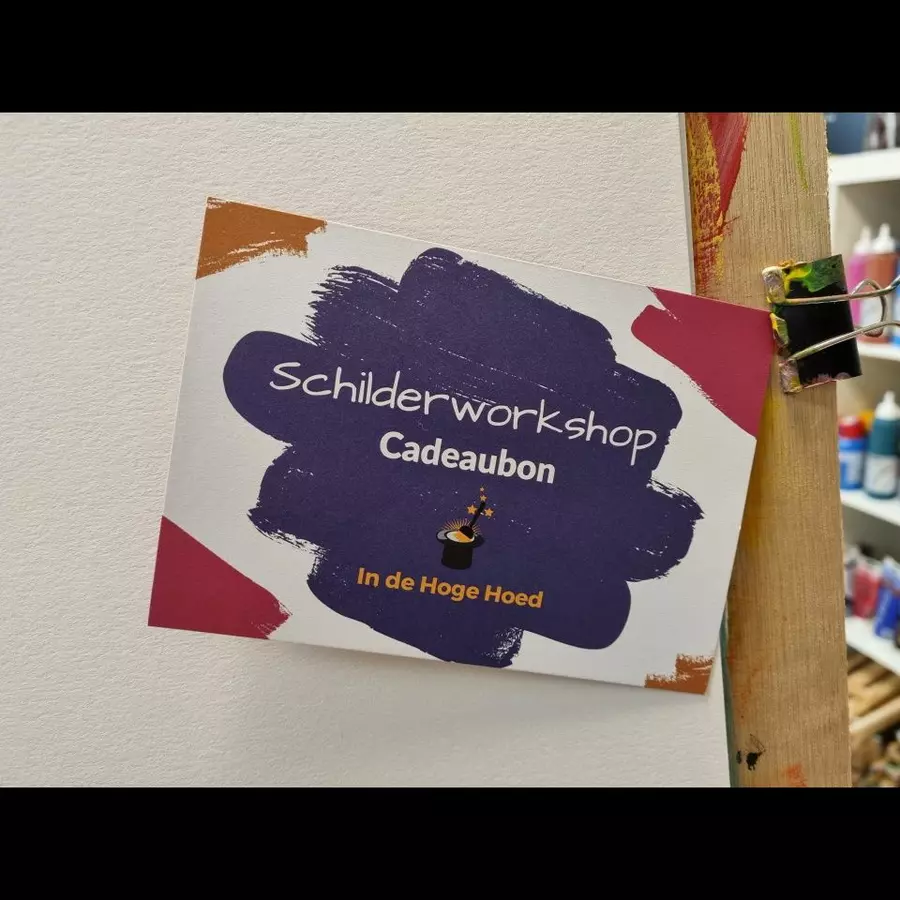 Schilderworkshop
Cadeaubon
In de Hoge Hoed